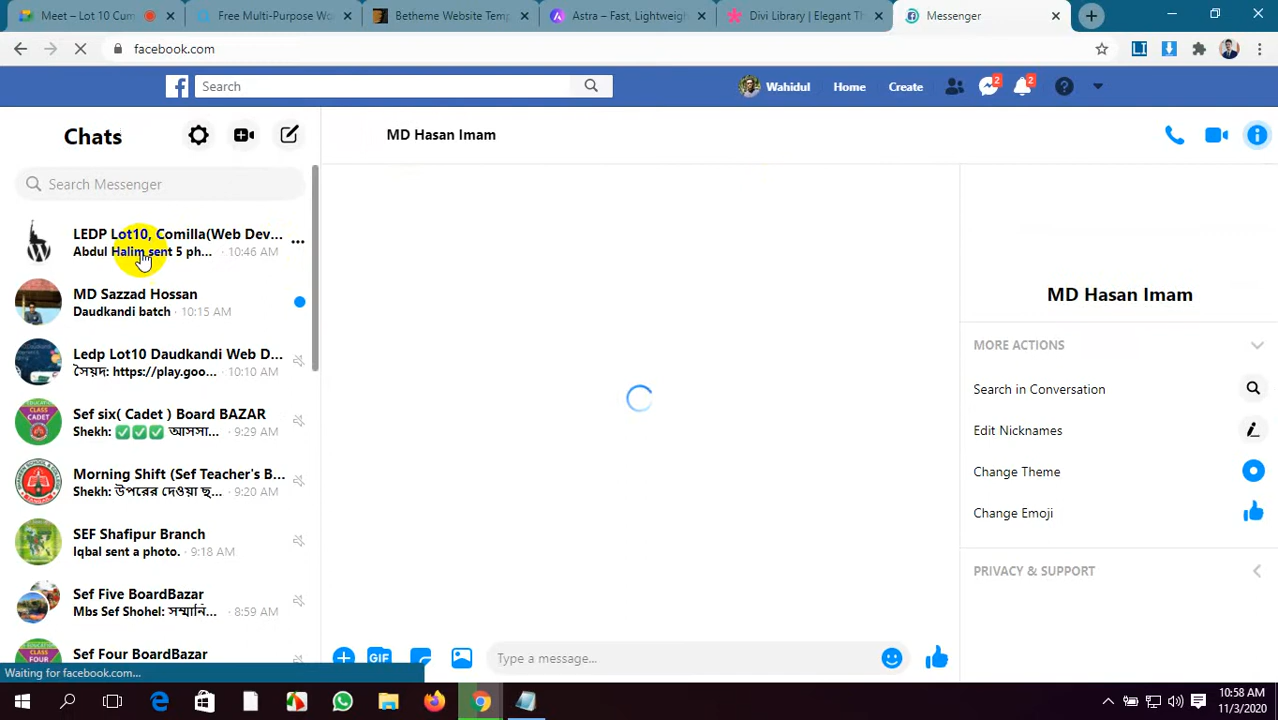 Meet – Lot 10 Cum
Free Multi-Purpose Wo
Betheme Website Temp
Astra – Fast, Lightweigh
Divi Library | Elegant Th
Messenger
facebook.com
Search
Wahidul
Home
Create
2
2
Chats
MD Hasan Imam
Search Messenger
LEDP Lot10, Comilla(Web Dev...
Abdul Halim sent 5 ph... · 10:46 AM
MD Sazzad Hossan
Daudkandi batch · 10:15 AM
Ledp Lot10 Daudkandi Web D...
সৈয়দ: https://play.goo... · 10:10 AM
Sef six( Cadet ) Board BAZAR
Shekh: ✅✅✅ আসসা... · 9:29 AM
Morning Shift (Sef Teacher's B...
Shekh: উপরের দেওয়া ছ... · 9:20 AM
SEF Shafipur Branch
Iqbal sent a photo. · 9:18 AM
Sef Five BoardBazar
Mbs Sef Shohel: সম্মানি... · 8:59 AM
Sef Four BoardBazar
MD Hasan Imam
MORE ACTIONS
Search in Conversation
Edit Nicknames
Change Theme
Change Emoji
PRIVACY & SUPPORT
GIF
Type a message...
Waiting for facebook.com...
10:58 AM
11/3/2020